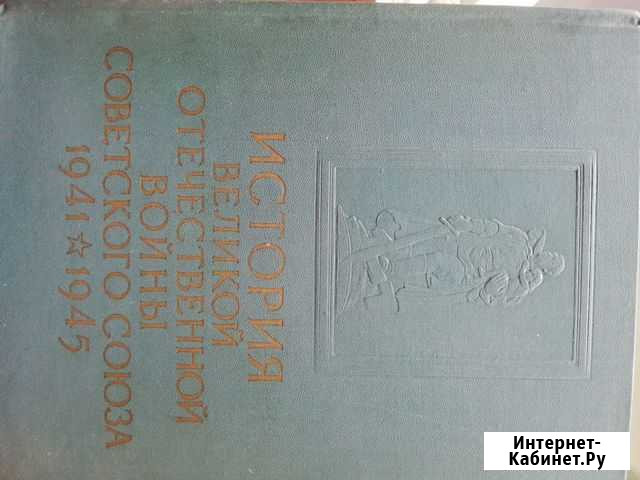 ИСТОРИЯ
ВЕЛИКОЙ
ОТЕЧЕСТВЕННОЙ
ВОЙНЫ
СОВЕТСКОГО СОЮЗА
1941 ☆ 1945
Интернет-
Кабинет.Ру